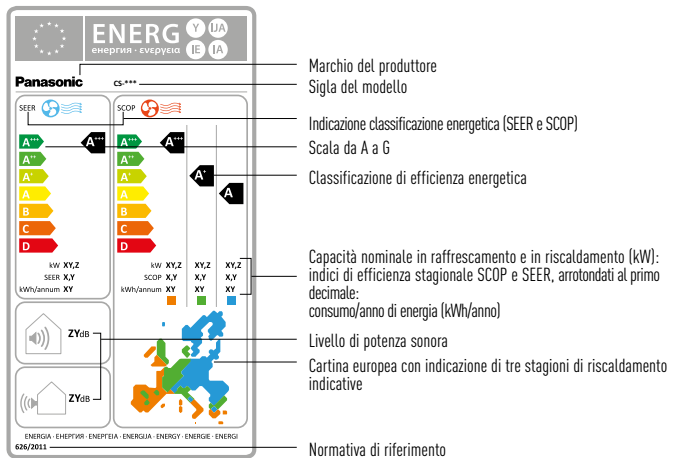 ENERG
енергия · ενεργεια
Y
IJA
IE
IA
Panasonic
CS-***
SEER
SCOP
A+++
A++
A+
A
B
C
D
A+++
A+++
A++
A+
A
B
C
D
A+++
A+
A
kW XY,Z
SEER X,Y
kWh/annum XY
kW XY,Z XY,Z XY,Z
SCOP X,Y X,Y X,Y
kWh/annum XY XY XY
ZYdB
ZYdB
ENERGIA · ЕНЕРГИЯ · ΕΝΕΡΓΕΙΑ · ENERGIJA · ENERGY · ENERGIE · ENERGI
626/2011
Marchio del produttore
Sigla del modello
Indicazione classificazione energetica (SEER e SCOP)
Scala da A a G
Classificazione di efficienza energetica
Capacità nominale in raffrescamento e in riscaldamento (kW):
indici di efficienza stagionale SCOP e SEER, arrotondati al primo
decimale:
consumo/anno di energia (kWh/anno)
Livello di potenza sonora
Cartina europea con indicazione di tre stagioni di riscaldamento
indicative
Normativa di riferimento